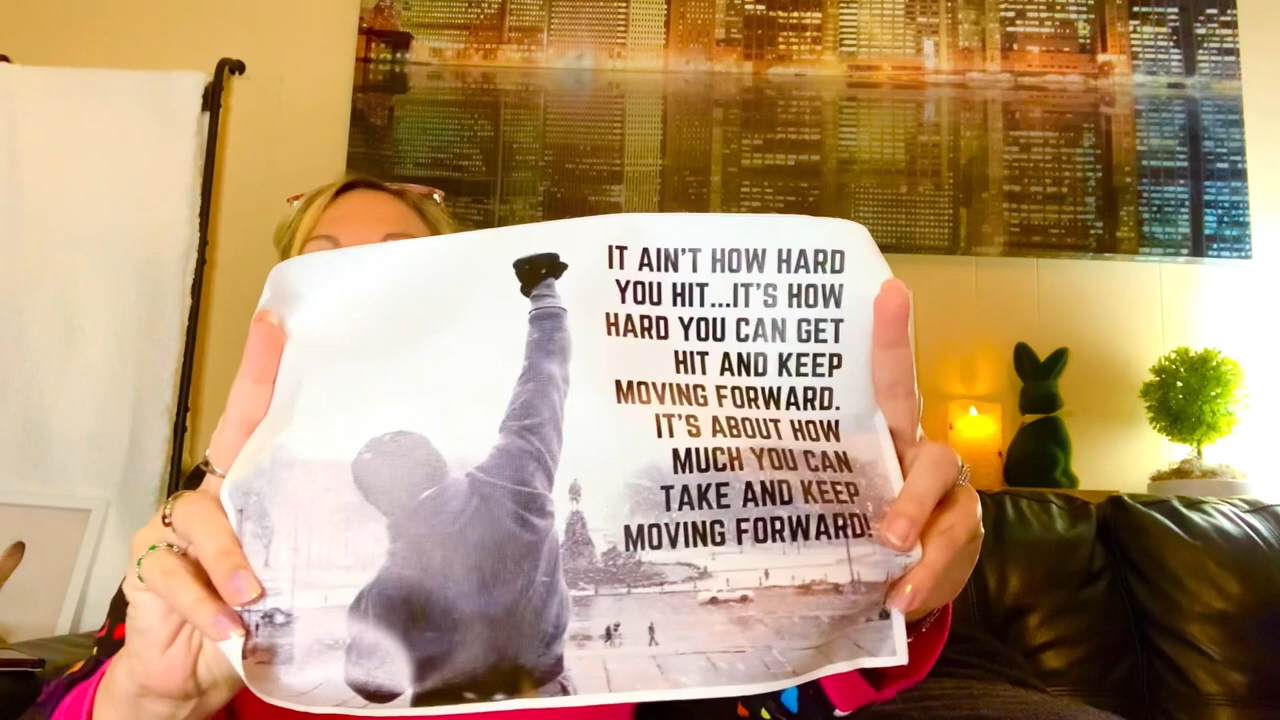 IT AIN'T HOW HARD
YOU HIT...IT'S HOW
HARD YOU CAN GET
HIT AND KEEP
MOVING FORWARD.
IT'S ABOUT HOW
MUCH YOU CAN
TAKE AND KEEP
MOVING FORWARD!